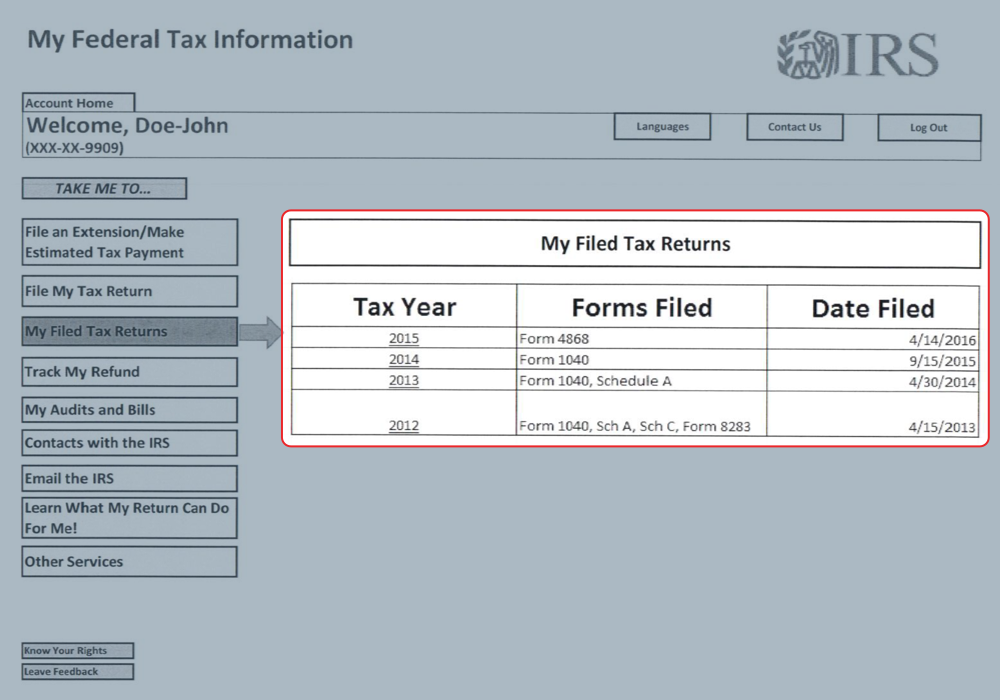 My Federal Tax Information
IRS
Account Home
Welcome, Doe-John
(XXX-XX-9909)
Languages
Contact Us
Log Out
TAKE ME TO...
File an Extension/Make
Estimated Tax Payment
File My Tax Return
My Filed Tax Returns
Track My Refund
My Audits and Bills
Contacts with the IRS
Email the IRS
Learn What My Return Can Do
For Me!
Other Services
My Filed Tax Returns
Tax Year Forms Filed Date Filed
2015 Form 4868 4/14/2016
2014 Form 1040 9/15/2015
2013 Form 1040, Schedule A 4/30/2014
2012 Form 1040, Sch A, Sch C, Form 8283 4/15/2013
Know Your Rights
Leave Feedback